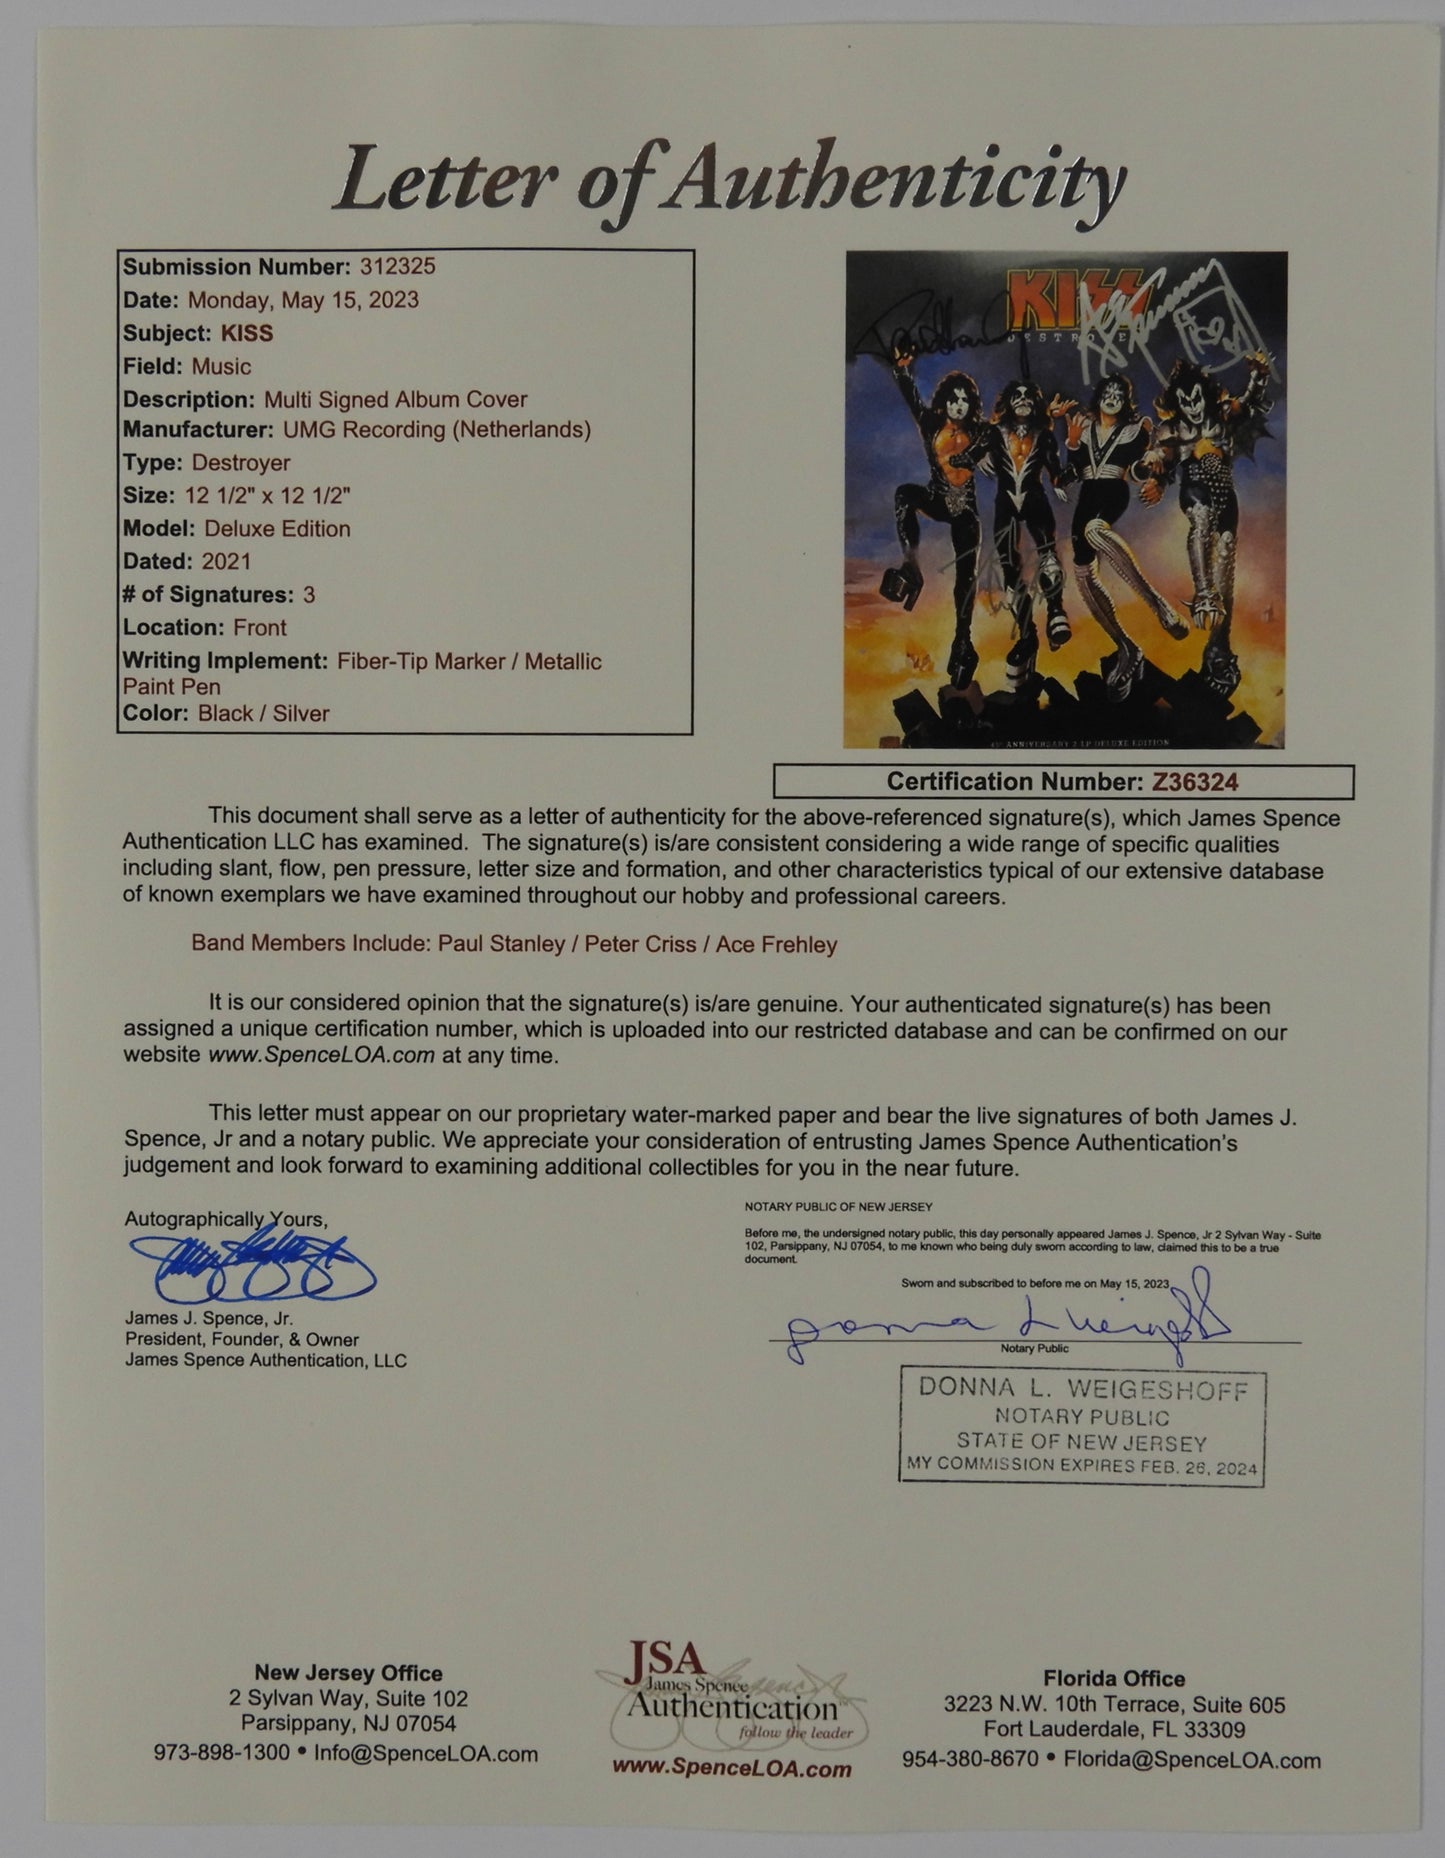 Letter of Authenticity
Submission Number: 312325
Date: Monday, May 15, 2023
Subject: KISS
Field: Music
Description: Multi Signed Album Cover
Manufacturer: UMG Recording (Netherlands)
Type: Destroyer
Size: 12 1/2" x 12 1/2"
Model: Deluxe Edition
Dated: 2021
# of Signatures: 3
Location: Front
Writing Implement: Fiber-Tip Marker / Metallic
Paint Pen
Color: Black / Silver
KISS
DESTROYER
45th ANNIVERSARY 2 LP DELUXE EDITION
Certification Number: Z36324
This document shall serve as a letter of authenticity for the above-referenced signature(s), which James Spence
Authentication LLC has examined. The signature(s) is/are consistent considering a wide range of specific qualities
including slant, flow, pen pressure, letter size and formation, and other characteristics typical of our extensive database
of known exemplars we have examined throughout our hobby and professional careers.
Band Members Include: Paul Stanley / Peter Criss / Ace Frehley
It is our considered opinion that the signature(s) is/are genuine. Your authenticated signature(s) has been
assigned a unique certification number, which is uploaded into our restricted database and can be confirmed on our
website www.SpenceLOA.com at any time.
This letter must appear on our proprietary water-marked paper and bear the live signatures of both James J.
Spence, Jr and a notary public. We appreciate your consideration of entrusting James Spence Authentication's
judgement and look forward to examining additional collectibles for you in the near future.
Autographically Yours,
James J. Spence, Jr.
President, Founder, & Owner
James Spence Authentication, LLC
NOTARY PUBLIC OF NEW JERSEY
Before me, the undersigned notary public, this day personally appeared James J. Spence, Jr 2 Sylvan Way - Suite
102, Parsippany, NJ 07054, to me known who being duly sworn according to law, claimed this to be a true
document.
Sworn and subscribed to before me on May 15, 2023
Donna L Weigeshoff
Notary Public
DONNA L. WEIGESHOFF
NOTARY PUBLIC
STATE OF NEW JERSEY
MY COMMISSION EXPIRES FEB. 26, 2024
New Jersey Office
2 Sylvan Way, Suite 102
Parsippany, NJ 07054
973-898-1300 • Info@SpenceLOA.com
JSA
James Spence
Authentication™
follow the leader
www.SpenceLOA.com
Florida Office
3223 N.W. 10th Terrace, Suite 605
Fort Lauderdale, FL 33309
954-380-8670 • Florida@SpenceLOA.com